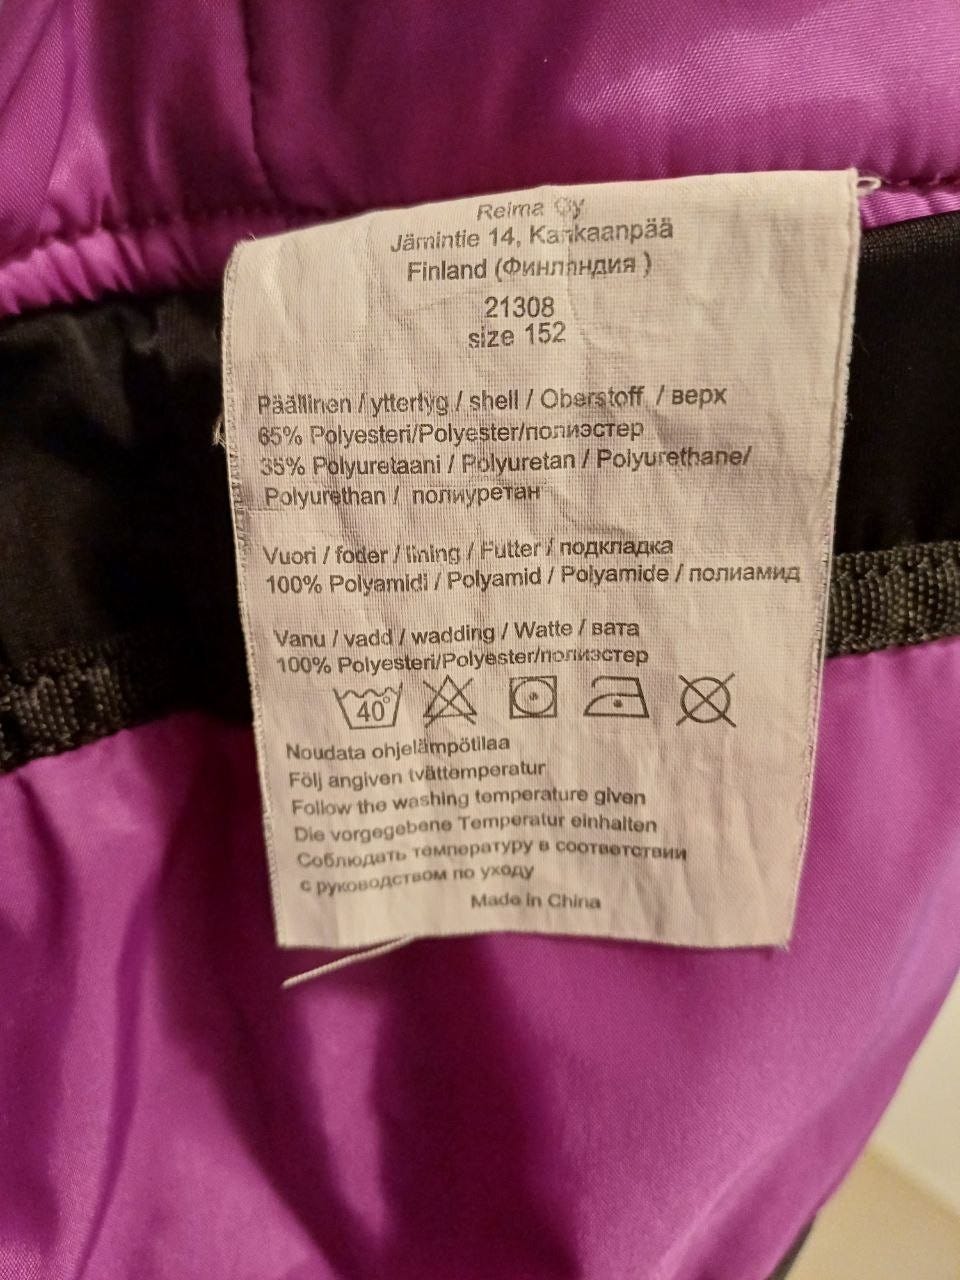 Reima Oy
Jämintie 14, Kankaanpää
Finland (Финляндия )
21308
size 152
Päällinen / yttertyg / shell / Oberstoff / верх
65% Polyesteri/Polyester/полиэстер
35% Polyuretaani / Polyuretan / Polyurethane/
Polyurethan / полиуретан
Vuori / foder / lining / Futter / подкладка
100% Polyamidi / Polyamid / Polyamide / полиамид
Vanu / vadd / wadding / Watte / вата
100% Polyesteri/Polyester/полиэстер
40°
Noudata ohjelämpötilaa
Följ angiven tvättemperatur
Follow the washing temperature given
Die vorgegebene Temperatur einhalten
Соблюдать температуру в соответствии
с руководством по уходу
Made in China